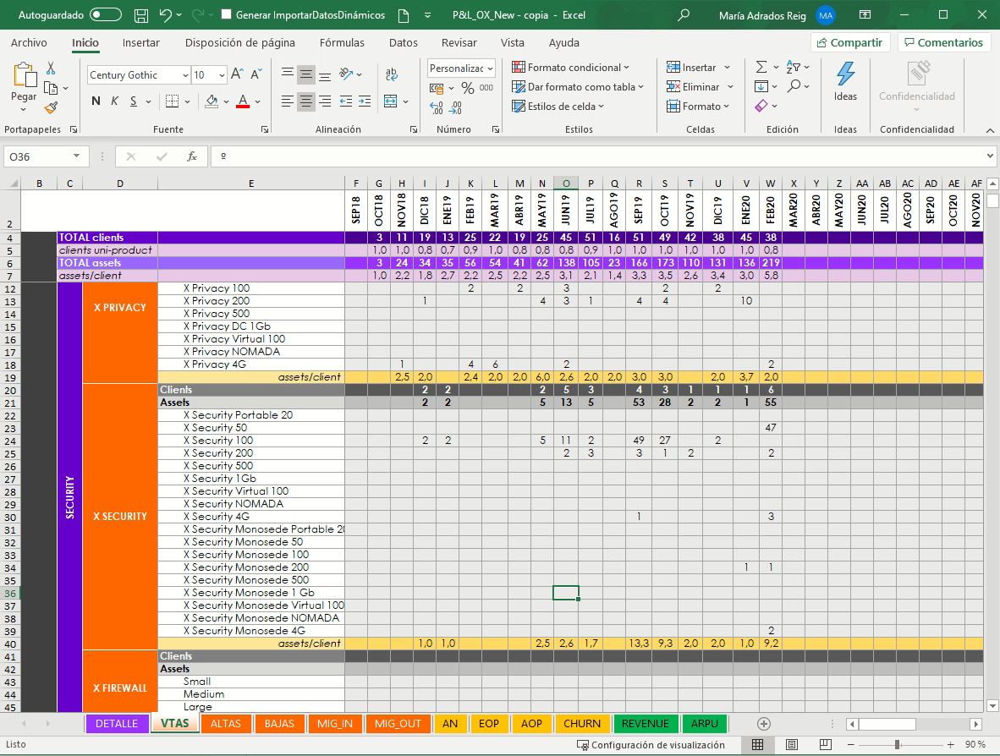 Autoguardado Generar ImportarDatosDinámicos P&L_OX_New - copia - Excel María Adrados Reig MA
Archivo Inicio Insertar Disposición de página Fórmulas Datos Revisar Vista Ayuda Compartir Comentarios
Pegar Century Gothic 10 A A Personalizac Formato condicional Insertar Ideas Confidencialidad
N K S A ab % 000 Dar formato como tabla Eliminar
Estilos de celda Formato
Portapapeles Fuente Alineación Número Estilos Celdas Edición Ideas Confidencialidad
O36 fx º
B C D E F G H I J K L M N O P Q R S T U V W X Y Z AA AB AC AD AE AF
2 SEP18 OCT18 NOV18 DIC18 ENE19 FEB19 MAR19 ABR19 MAY19 JUN19 JUL19 AGO19 SEP19 OCT19 NOV19 DIC19 ENE20 FEB20 MAR20 ABR20 MAY20 JUN20 JUL20 AGO20 SEP20 OCT20 NOV20
4 TOTAL clients 3 11 19 13 25 22 19 25 45 51 16 51 49 42 38 45 38
5 clients uni-product 1,0 1,0 0,8 0,7 0,9 1,0 0,8 0,8 0,8 0,9 1,0 1,0 1,0 1,0 1,0 1,0 0,8
6 TOTAL assets 3 24 34 35 56 54 41 62 138 105 23 166 173 110 131 136 219
7 assets/client 1,0 2,2 1,8 2,7 2,2 2,5 2,2 2,5 3,1 2,1 1,4 3,3 3,5 2,6 3,4 3,0 5,8
12 X Privacy 100 2 2 3 2 2
13 X PRIVACY X Privacy 200 1 4 3 1 4 4 10
14 X Privacy 500
15 X Privacy DC 1Gb
16 X Privacy Virtual 100
17 X Privacy NOMADA
18 X Privacy 4G 1 4 6 2 2
19 assets/client 2,5 2,0 2,4 2,0 2,0 6,0 2,6 2,0 2,0 3,0 3,0 2,0 3,7 2,0
20 Clients 2 2 2 5 3 4 3 1 1 1 6
21 Assets 2 2 5 13 5 53 28 2 2 1 55
22 X Security Portable 20
23 X Security 50 47
24 X Security 100 2 2 5 11 2 49 27 2
25 X Security 200 2 3 3 1 2 2
26 X Security 500
27 X Security 1Gb
28 X Security Virtual 100
29 SECURITY X Security NOMADA
30 X SECURITY X Security 4G 1 3
31 X Security Monosede Portable 20
32 X Security Monosede 50
33 X Security Monosede 100
34 X Security Monosede 200 1 1
35 X Security Monosede 500
36 X Security Monosede 1 Gb
37 X Security Monosede Virtual 100
38 X Security Monosede NOMADA
39 X Security Monosede 4G 2
40 assets/client 1,0 1,0 2,5 2,6 1,7 13,3 9,3 2,0 2,0 1,0 9,2
41 Clients
42 Assets
43 X FIREWALL Small
44 Medium
45 Large
DETALLE VTAS ALTAS BAJAS MIG_IN MIG_OUT AN EOP AOP CHURN REVENUE ARPU
Listo Configuración de visualización 90 %